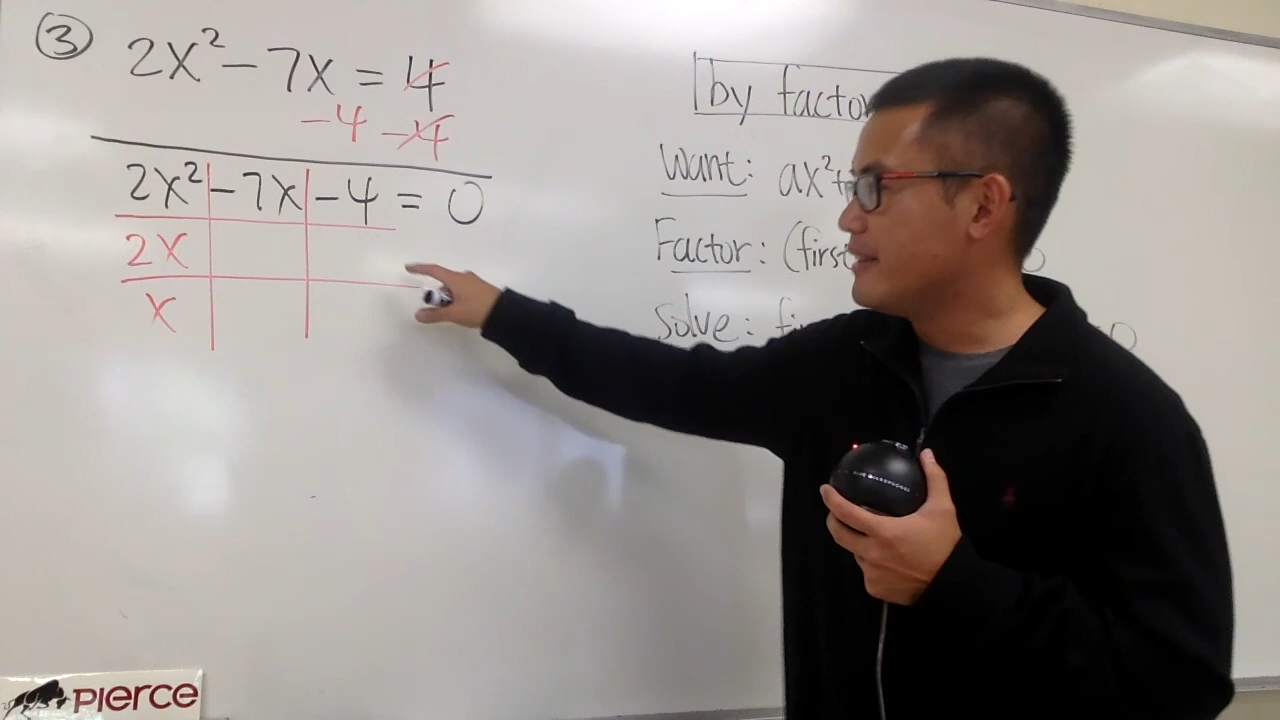 ③ 2x² - 7x = 4
-4 -4
2x² - 7x - 4 = 0
2x
x
by factor
Want: ax²+
Factor: (first
Solve: fi
PIERCE